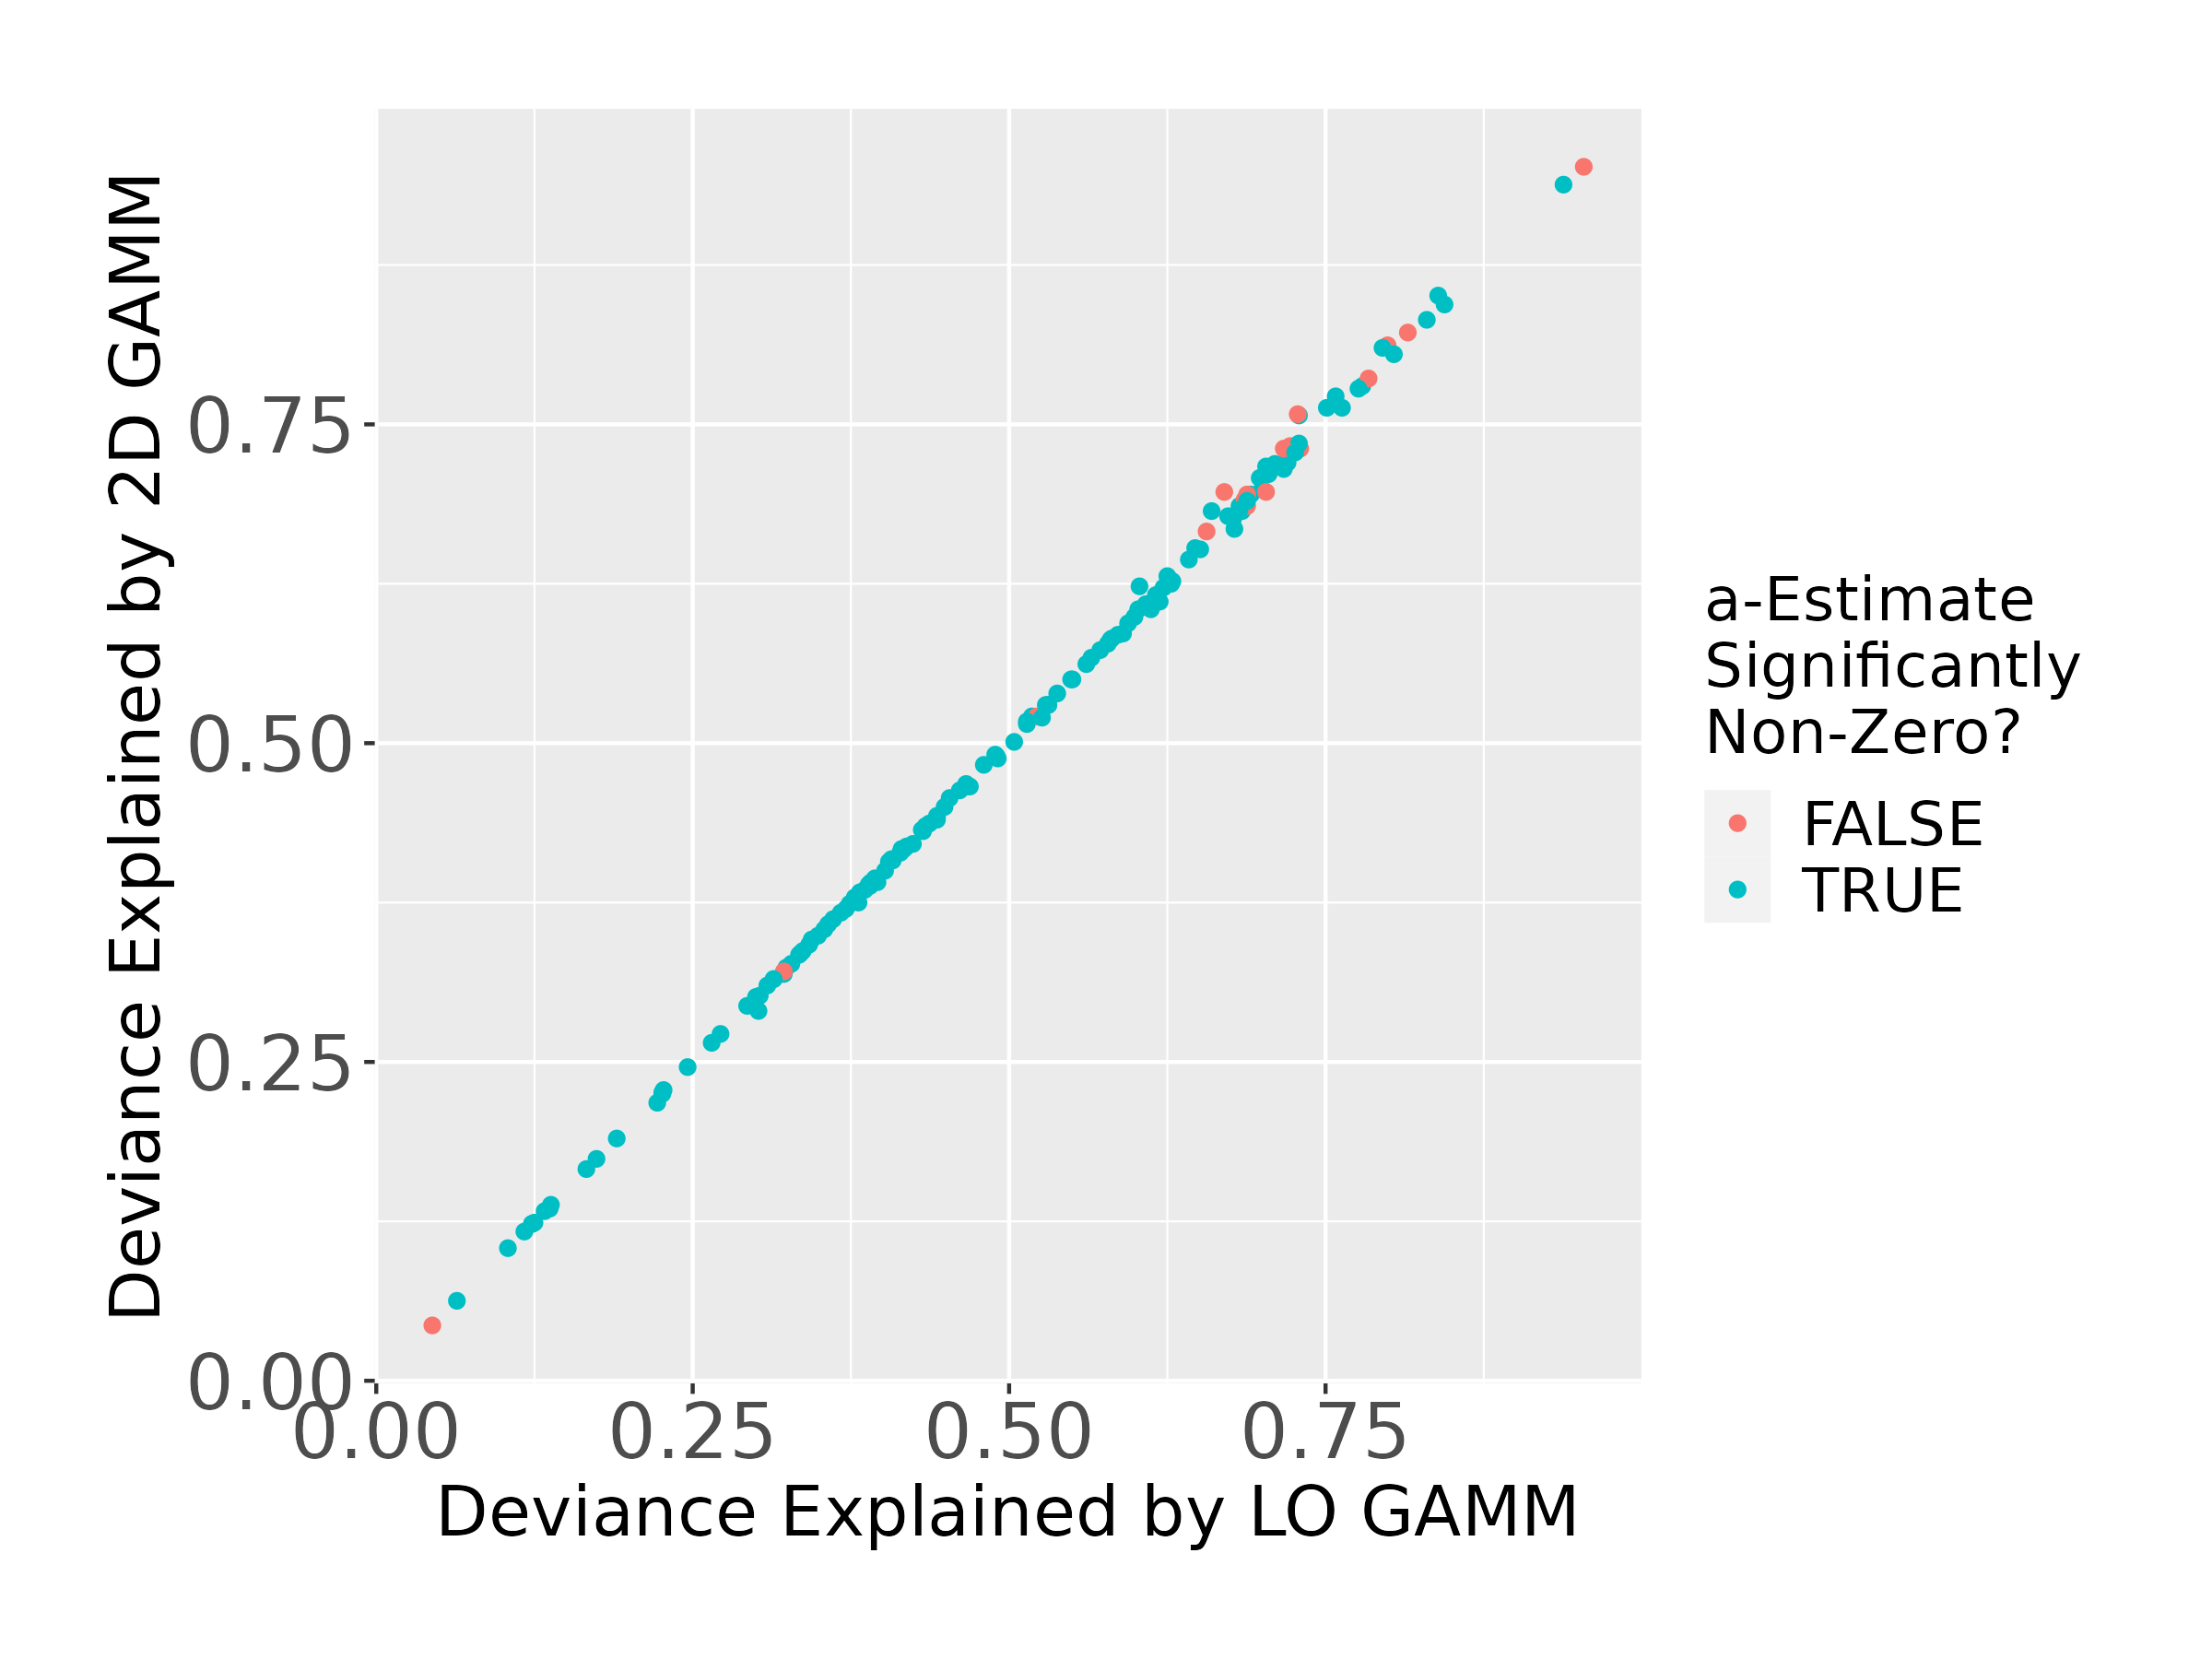 Deviance Explained by 2D GAMM
0.75
0.50
0.25
0.00
0.00 0.25 0.50 0.75
Deviance Explained by LO GAMM
a-Estimate
Significantly
Non-Zero?
FALSE
TRUE